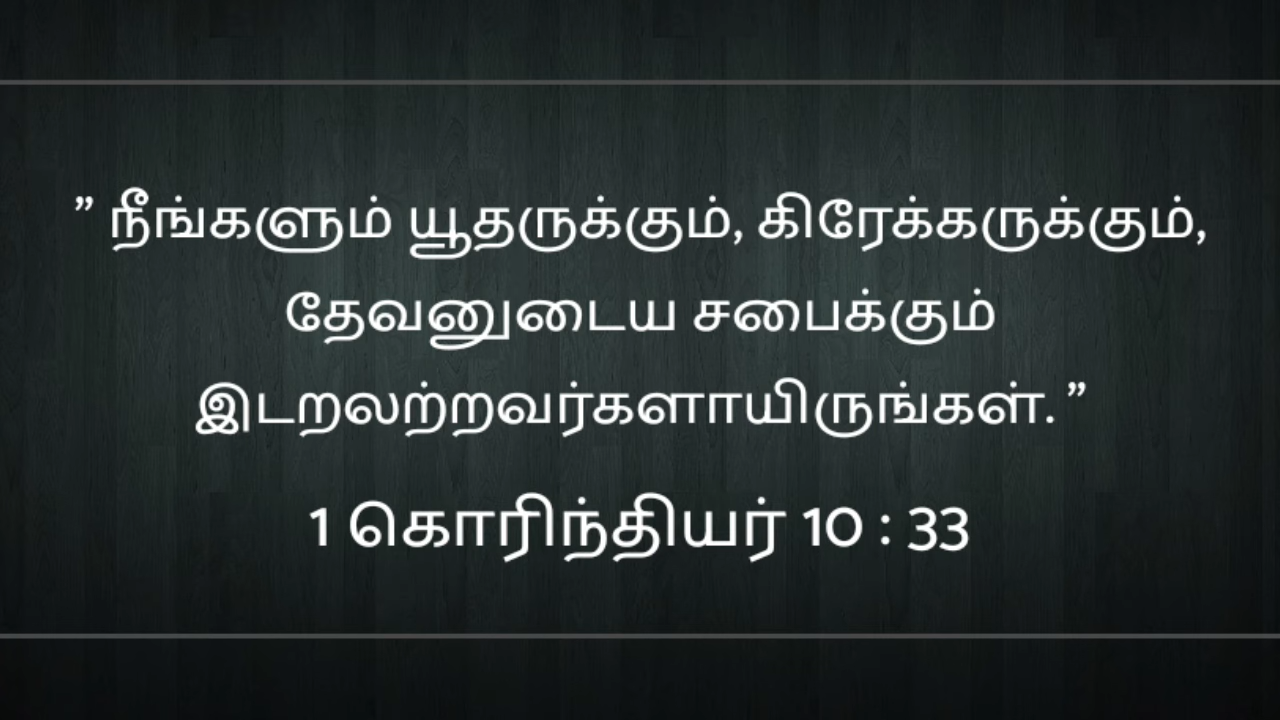 ” நீங்களும் யூதருக்கும், கிரேக்கருக்கும்,
தேவனுடைய சபைக்கும்
இடறலற்றவர்களாயிருங்கள். ”
1 கொரிந்தியர் 10 : 33